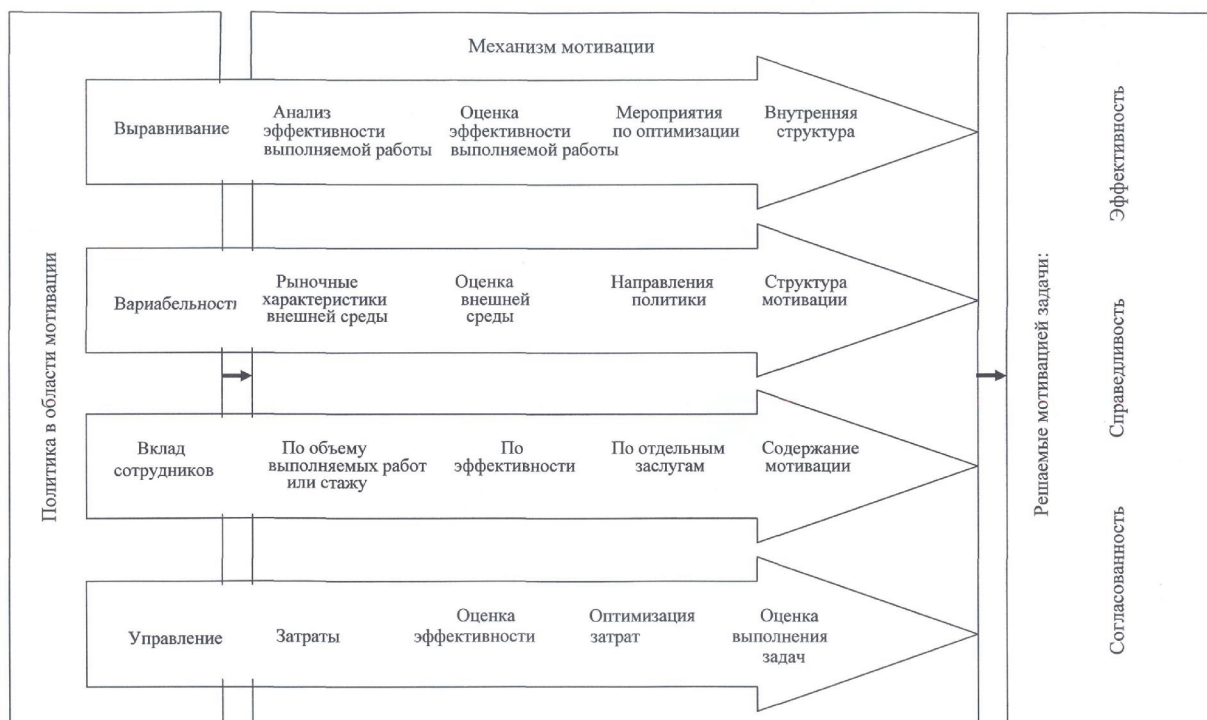 Политика в области мотивации
Механизм мотивации
Выравнивание
Анализ
эффективности
выполняемой работы
Оценка
эффективности
выполняемой работы
Мероприятия
по оптимизации
Внутренняя
структура
Вариабельность
Рыночные
характеристики
внешней среды
Оценка
внешней
среды
Направления
политики
Структура
мотивации
Вклад
сотрудников
По объему
выполняемых работ
или стажу
По
эффективности
По отдельным
заслугам
Содержание
мотивации
Управление
Затраты
Оценка
эффективности
Оптимизация
затрат
Оценка
выполнения
задач
Решаемые мотивацией задачи:
Эффективность
Справедливость
Согласованность